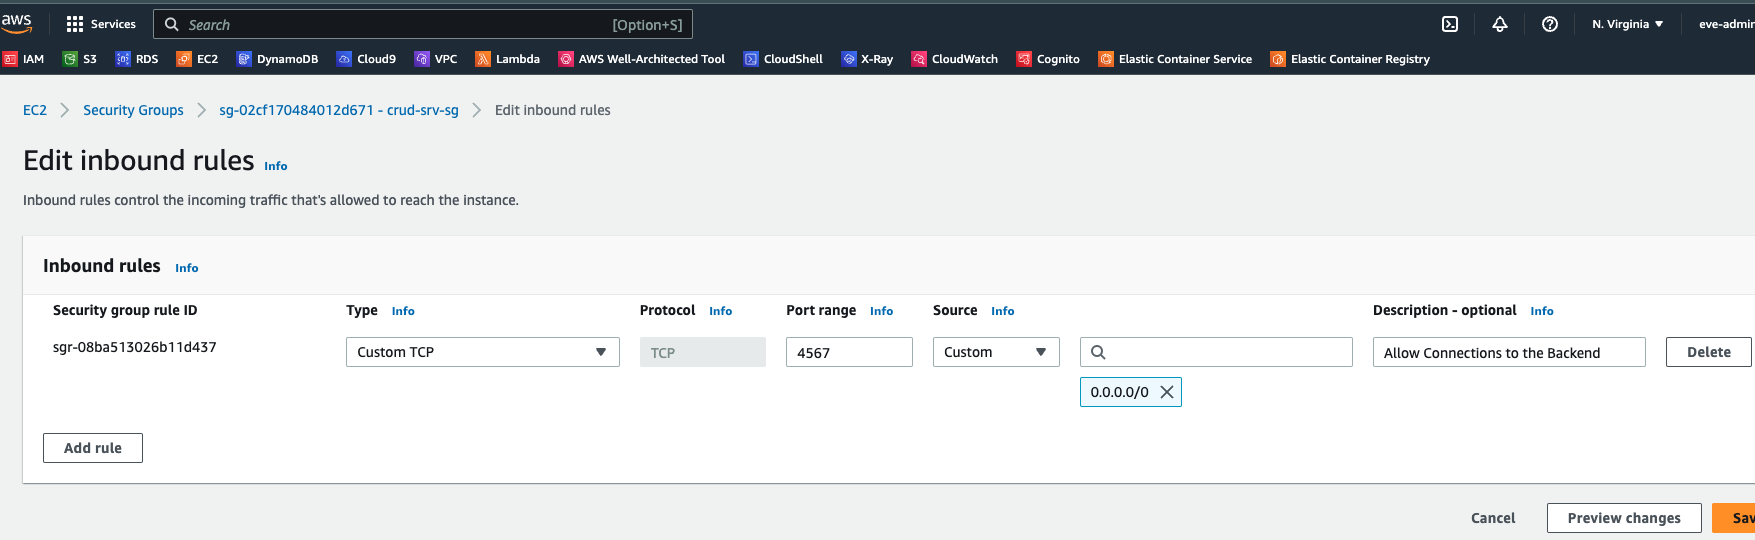 aws Services Search [Option+S] N. Virginia eve-admin
IAM S3 RDS EC2 DynamoDB Cloud9 VPC Lambda AWS Well-Architected Tool CloudShell X-Ray CloudWatch Cognito Elastic Container Service Elastic Container Registry
EC2 Security Groups sg-02cf170484012d671 - crud-srv-sg Edit inbound rules
Edit inbound rules Info
Inbound rules control the incoming traffic that's allowed to reach the instance.
Inbound rules Info
Security group rule ID Type Info Protocol Info Port range Info Source Info Description - optional Info
sgr-08ba513026b11d437 Custom TCP TCP 4567 Custom Allow Connections to the Backend Delete
0.0.0.0/0
Add rule
Cancel Preview changes Sav